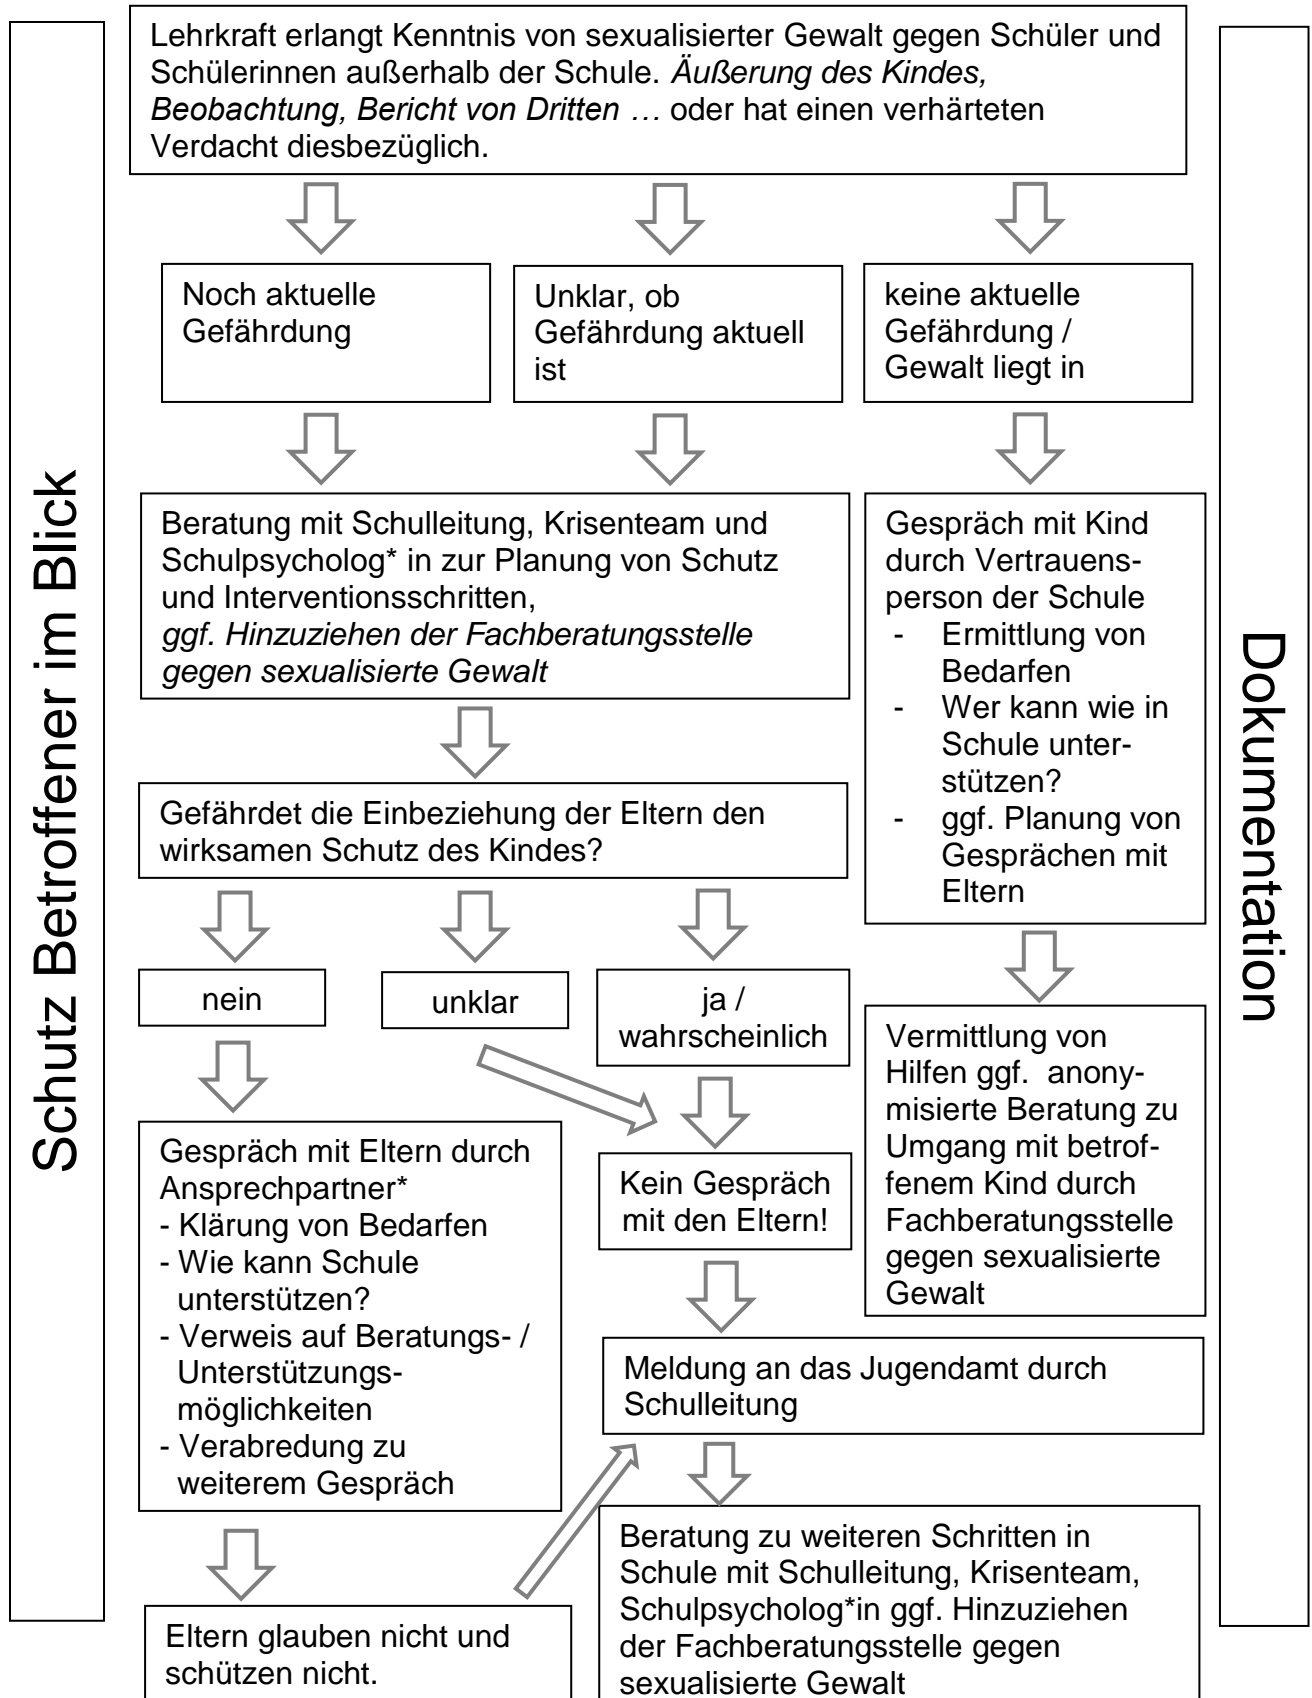 Schutz Betroffener im Blick
Lehrkraft erlangt Kenntnis von sexualisierter Gewalt gegen Schüler und
Schülerinnen außerhalb der Schule. Äußerung des Kindes,
Beobachtung, Bericht von Dritten … oder hat einen verhärteten
Verdacht diesbezüglich.
Noch aktuelle
Gefährdung
Unklar, ob
Gefährdung aktuell
ist
keine aktuelle
Gefährdung /
Gewalt liegt in
Beratung mit Schulleitung, Krisenteam und
Schulpsycholog* in zur Planung von Schutz
und Interventionsschritten,
ggf. Hinzuziehen der Fachberatungsstelle
gegen sexualisierte Gewalt
Gespräch mit Kind
durch Vertrauens-
person der Schule
- Ermittlung von
Bedarfen
- Wer kann wie in
Schule unter-
stützen?
- ggf. Planung von
Gesprächen mit
Eltern
Gefährdet die Einbeziehung der Eltern den
wirksamen Schutz des Kindes?
nein
unklar
ja /
wahrscheinlich
Vermittlung von
Hilfen ggf. anony-
misierte Beratung zu
Umgang mit betrof-
fenem Kind durch
Fachberatungsstelle
gegen sexualisierte
Gewalt
Gespräch mit Eltern durch
Ansprechpartner*
- Klärung von Bedarfen
- Wie kann Schule
unterstützen?
- Verweis auf Beratungs- /
Unterstützungs-
möglichkeiten
- Verabredung zu
weiterem Gespräch
Kein Gespräch
mit den Eltern!
Meldung an das Jugendamt durch
Schulleitung
Eltern glauben nicht und
schützen nicht.
Beratung zu weiteren Schritten in
Schule mit Schulleitung, Krisenteam,
Schulpsycholog*in ggf. Hinzuziehen
der Fachberatungsstelle gegen
sexualisierte Gewalt
Dokumentation